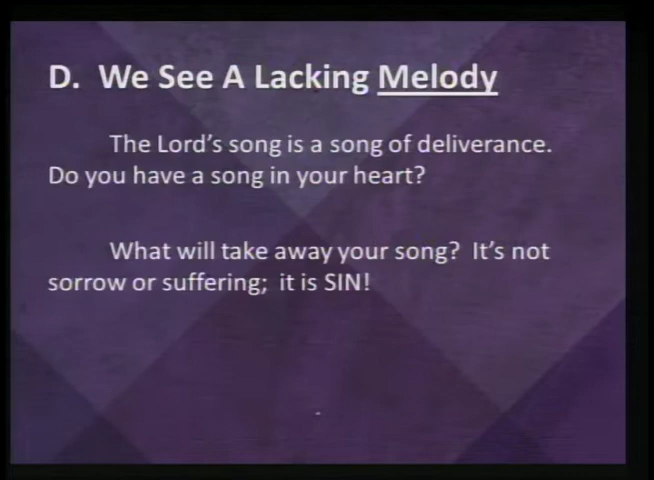 D. We See A Lacking Melody
The Lord's song is a song of deliverance.
Do you have a song in your heart?
What will take away your song? It's not
sorrow or suffering; it is SIN!